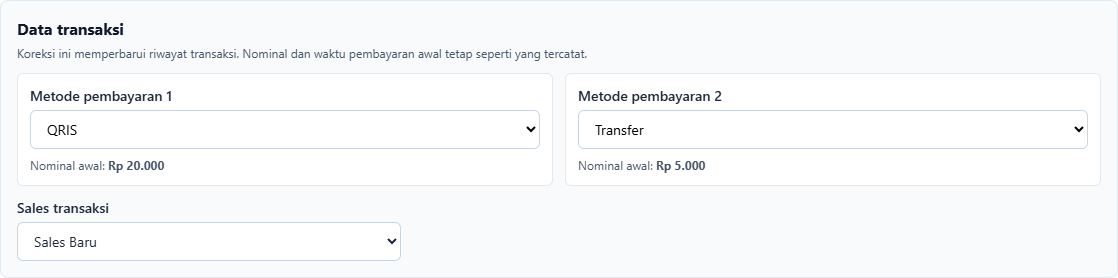 Data transaksi
Koreksi ini memperbarui riwayat transaksi. Nominal dan waktu pembayaran awal tetap seperti yang tercatat.
Metode pembayaran 1
QRIS
Nominal awal: Rp 20.000
Metode pembayaran 2
Transfer
Nominal awal: Rp 5.000
Sales transaksi
Sales Baru